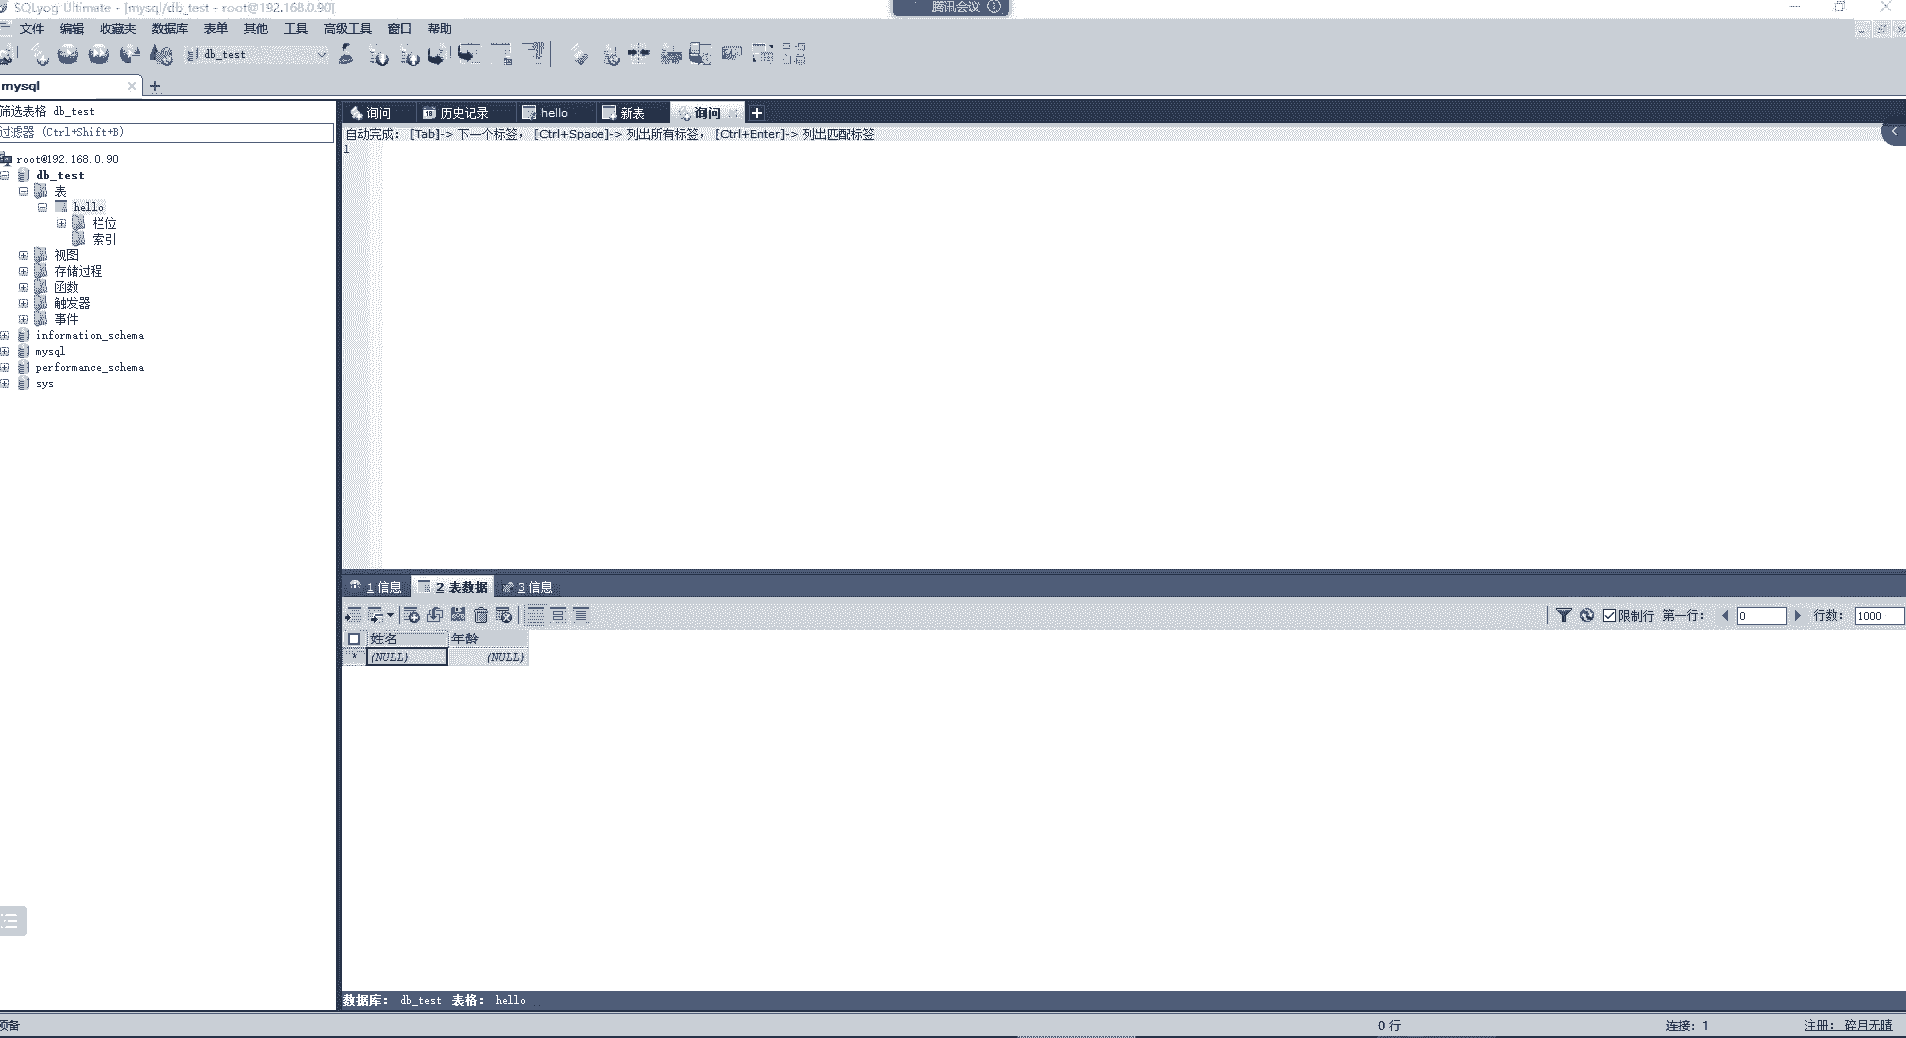 SQLyog Ultimate - [mysql/db_test - root@192.168.0.90]
腾讯会议
文件 编辑 收藏夹 数据库 表单 其他 工具 高级工具 窗口 帮助
db_test
mysql
筛选表格 db_test
过滤器 (Ctrl+Shift+B)
root@192.168.0.90
db_test
表
hello
栏位
索引
视图
存储过程
函数
触发器
事件
information_schema
mysql
performance_schema
sys
询问 历史记录 hello 新表 询问
自动完成: [Tab]-> 下一个标签, [Ctrl+Space]-> 列出所有标签, [Ctrl+Enter]-> 列出匹配标签
1
1 信息 2 表数据 3 信息
限制行 第一行: 0 行数: 1000
姓名 年龄
* (NULL) (NULL)
数据库: db_test 表格: hello
预备 0 行 连接: 1 注册: 碎月无晴